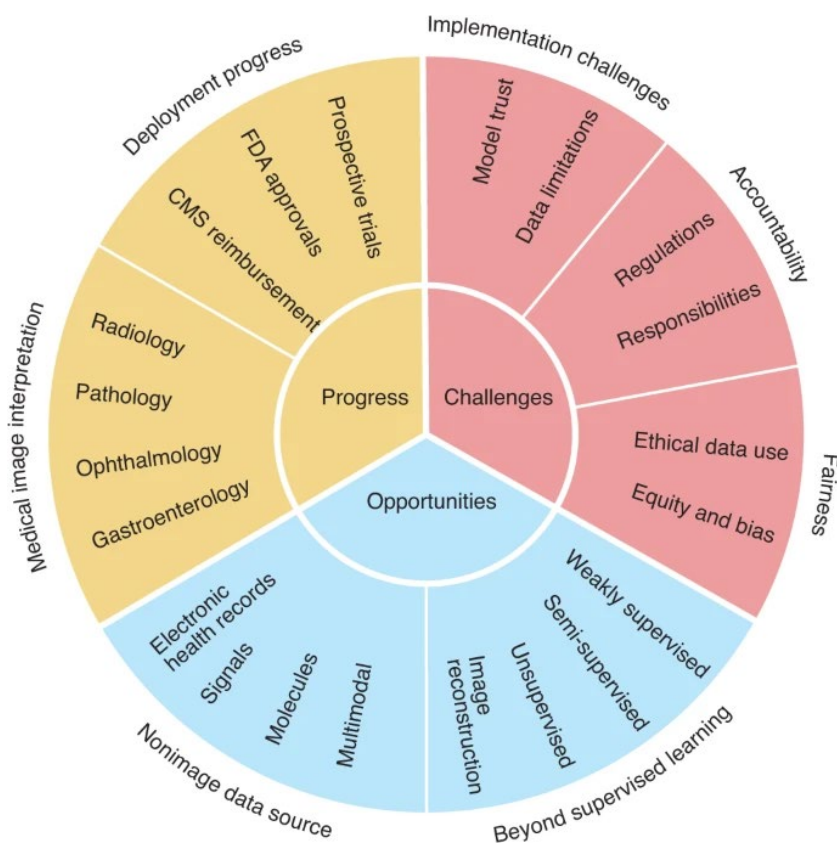 Implementation challenges
Deployment progress
Model trust
Data limitations
Prospective trials
FDA approvals
CMS reimbursement
Accountability
Regulations
Responsibilities
Medical image interpretation
Radiology
Pathology
Ophthalmology
Gastroenterology
Progress
Challenges
Opportunities
Ethical data use
Equity and bias
Fairness
Electronic
health records
Signals
Molecules
Multimodal
Nonimage data source
Image
reconstruction
Unsupervised
Semi-supervised
Weakly supervised
Beyond supervised learning